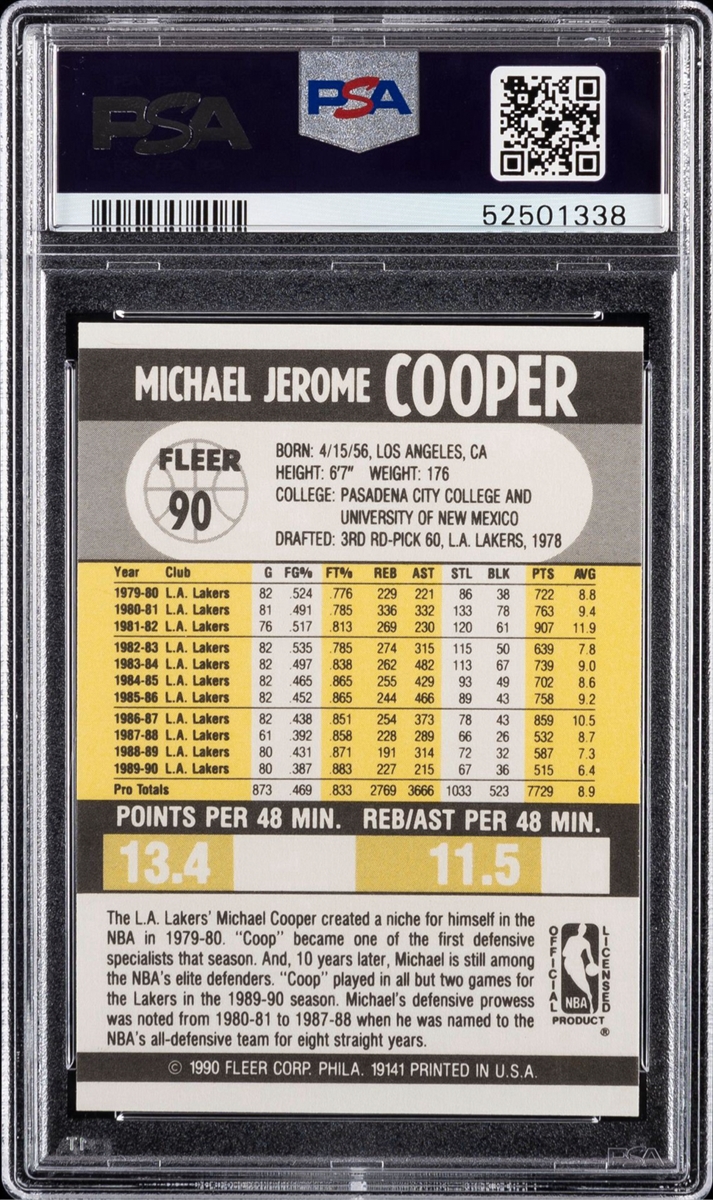 PSA PSA
52501338
MICHAEL JEROME COOPER
FLEER
90
BORN: 4/15/56, LOS ANGELES, CA
HEIGHT: 6'7" WEIGHT: 176
COLLEGE: PASADENA CITY COLLEGE AND
UNIVERSITY OF NEW MEXICO
DRAFTED: 3RD RD-PICK 60, L.A. LAKERS, 1978
Year Club G FG% FT% REB AST STL BLK PTS AVG
1979-80 L.A. Lakers 82 .524 .776 229 221 86 38 722 8.8
1980-81 L.A. Lakers 81 .491 .785 336 332 133 78 763 9.4
1981-82 L.A. Lakers 76 .517 .813 269 230 120 61 907 11.9
1982-83 L.A. Lakers 82 .535 .785 274 315 115 50 639 7.8
1983-84 L.A. Lakers 82 .497 .838 262 482 113 67 739 9.0
1984-85 L.A. Lakers 82 .465 .865 255 429 93 49 702 8.6
1985-86 L.A. Lakers 82 .452 .865 244 466 89 43 758 9.2
1986-87 L.A. Lakers 82 .438 .851 254 373 78 43 859 10.5
1987-88 L.A. Lakers 61 .392 .858 228 289 66 26 532 8.7
1988-89 L.A. Lakers 80 .431 .871 191 314 72 32 587 7.3
1989-90 L.A. Lakers 80 .387 .883 227 215 67 36 515 6.4
Pro Totals 873 .469 .833 2769 3666 1033 523 7729 8.9
POINTS PER 48 MIN. REB/AST PER 48 MIN.
13.4 11.5
The L.A. Lakers' Michael Cooper created a niche for himself in the
NBA in 1979-80. "Coop" became one of the first defensive
specialists that season. And, 10 years later, Michael is still among
the NBA's elite defenders. "Coop" played in all but two games for
the Lakers in the 1989-90 season. Michael's defensive prowess
was noted from 1980-81 to 1987-88 when he was named to the
NBA's all-defensive team for eight straight years.
OFFICIAL
LICENSED
NBA
PRODUCT
®
© 1990 FLEER CORP. PHILA. 19141 PRINTED IN U.S.A.
PSA